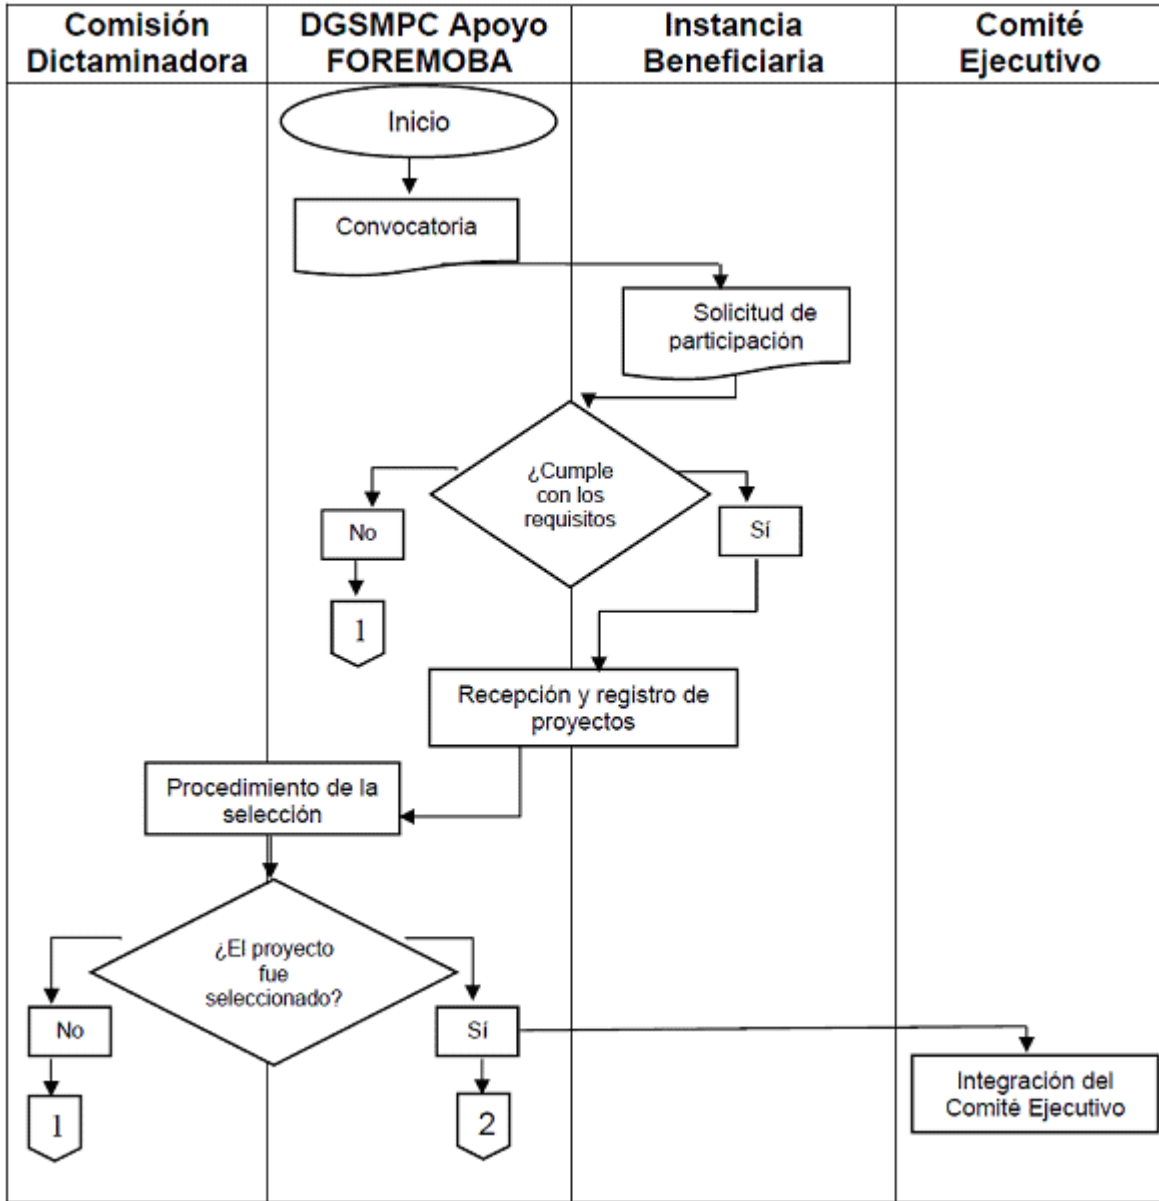 Comisión
Dictaminadora
DGSMPC Apoyo
FOREMOBA
Instancia
Beneficiaria
Comité
Ejecutivo
Inicio
Convocatoria
Solicitud de
participación
¿Cumple
con los
requisitos
No
Sí
1
Recepción y registro de
proyectos
Procedimiento de la
selección
¿El proyecto
fue
seleccionado?
No
Sí
Integración del
Comité Ejecutivo
1
2